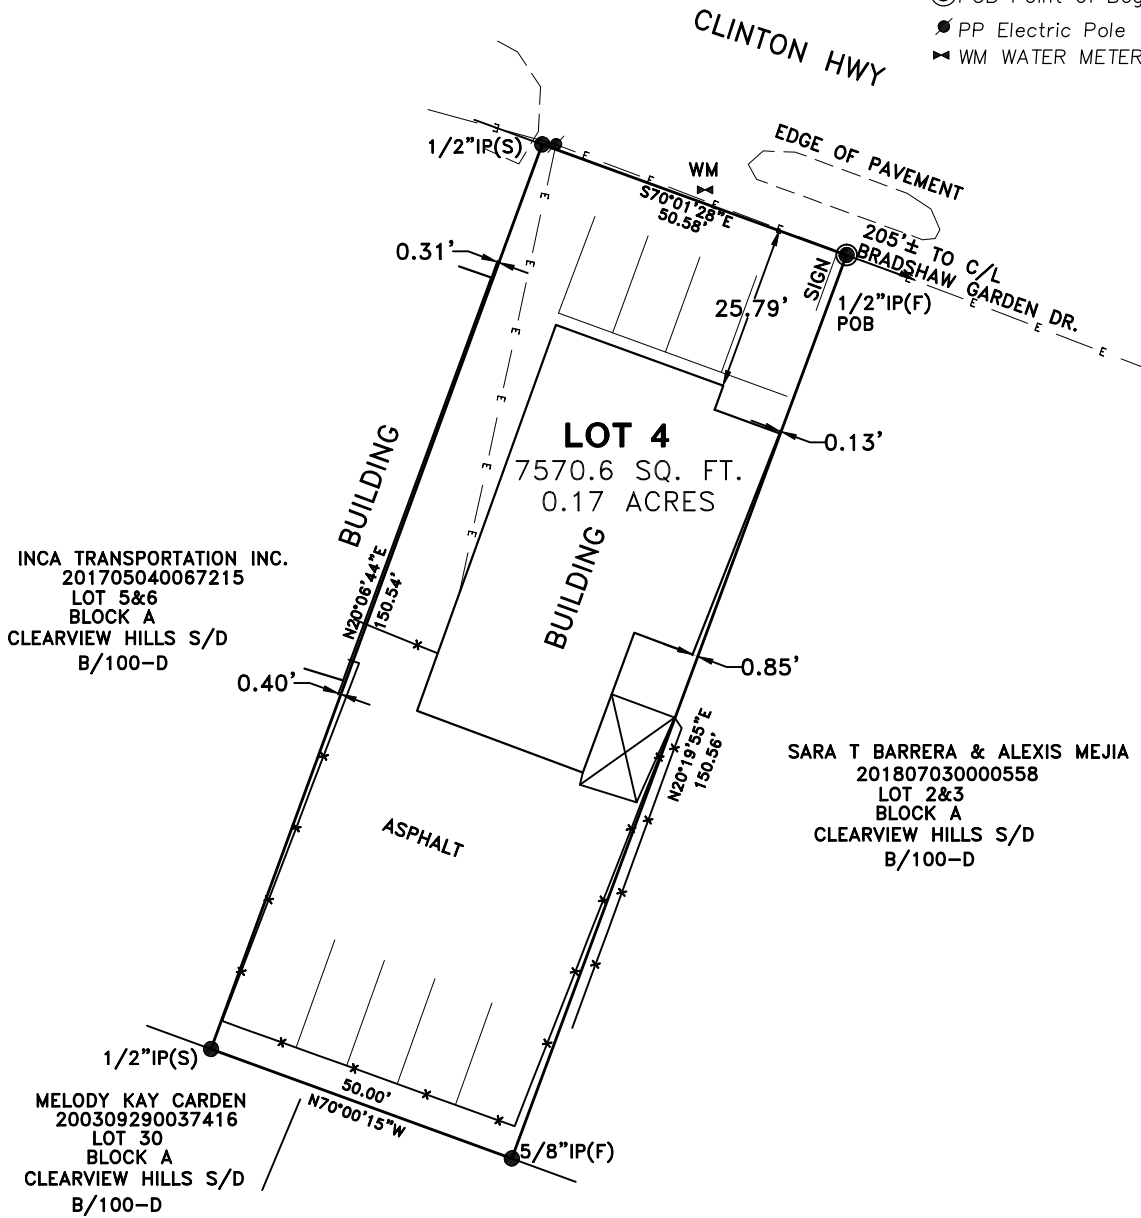 POB Point of Beg
PP Electric Pole
WM WATER METER
CLINTON HWY
EDGE OF PAVEMENT
1/2"IP(S)
WM
S70°01'28"E
50.58'
205'± TO C/L
BRADSHAW GARDEN DR.
0.31'
SIGN
25.79'
1/2"IP(F)
POB
LOT 4
7570.6 SQ. FT.
0.17 ACRES
0.13'
BUILDING
BUILDING
INCA TRANSPORTATION INC.
201705040067215
LOT 5&6
BLOCK A
CLEARVIEW HILLS S/D
B/100-D
N20°06'44"E
150.54'
0.40'
0.85'
N20°19'55"E
150.56'
SARA T BARRERA & ALEXIS MEJIA
201807030000558
LOT 2&3
BLOCK A
CLEARVIEW HILLS S/D
B/100-D
ASPHALT
1/2"IP(S)
50.00'
N70°00'15"W
5/8"IP(F)
MELODY KAY CARDEN
200309290037416
LOT 30
BLOCK A
CLEARVIEW HILLS S/D
B/100-D